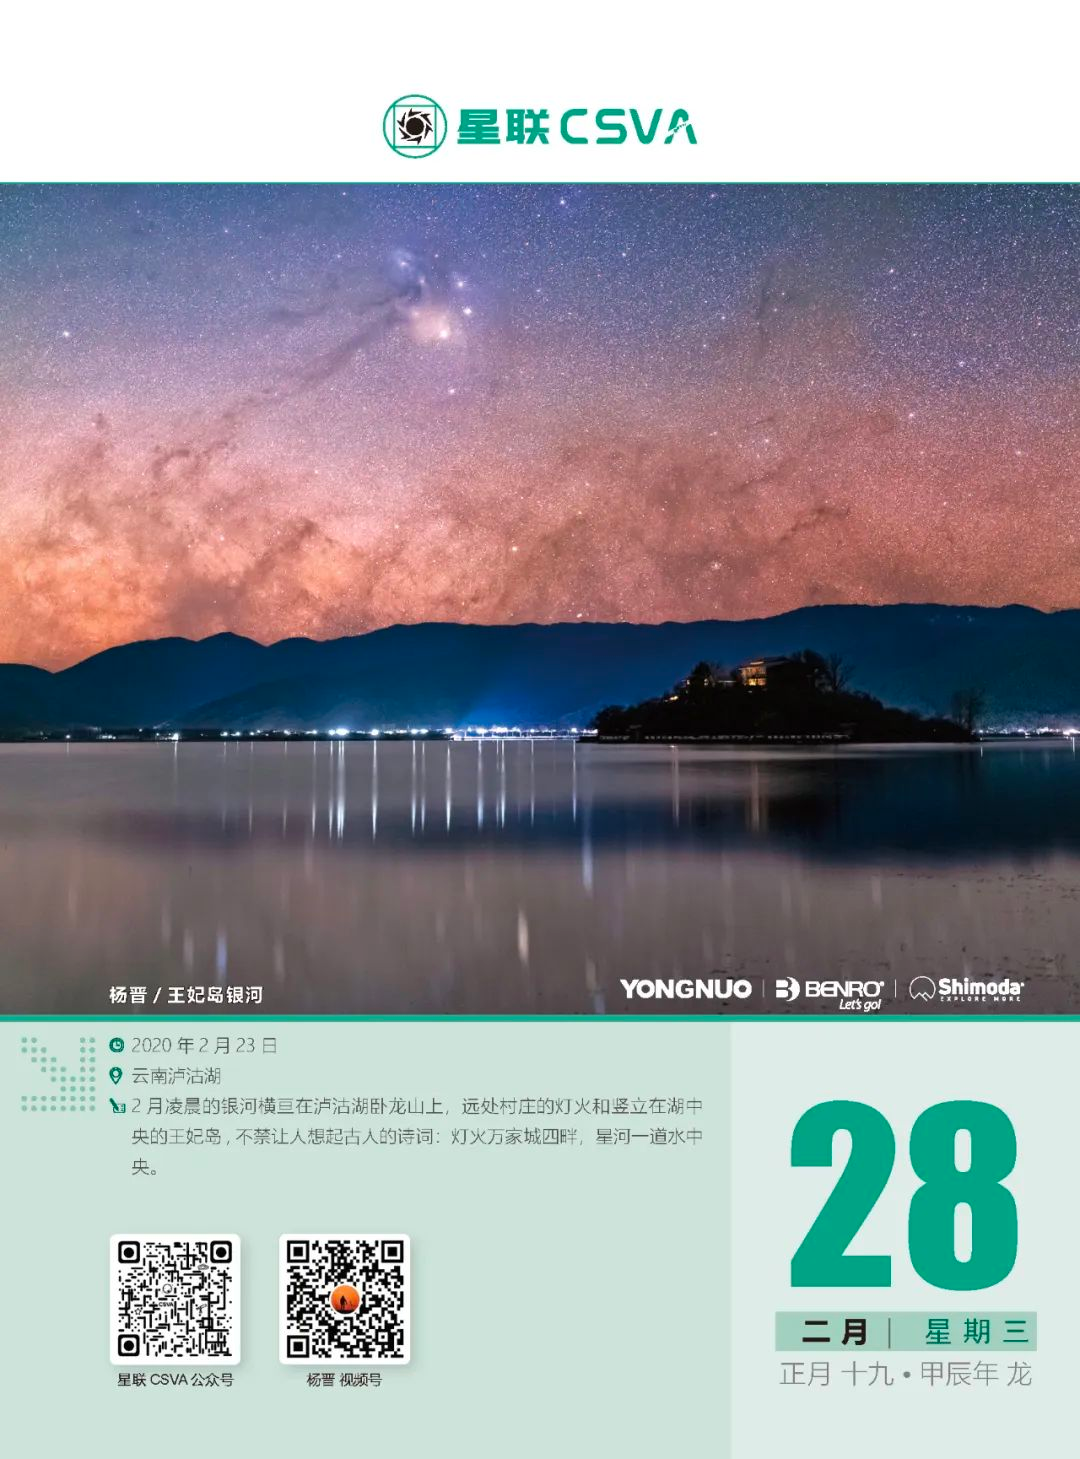 星联CSVA
杨晋 / 王妃岛银河
YONGNUO
BENRO
Let's go!
Shimoda
EXPLORE MORE
2020 年 2 月 23 日
云南泸沽湖
2 月凌晨的银河横亘在泸沽湖卧龙山上，远处村庄的灯火和竖立在湖中
央的王妃岛，不禁让人想起古人的诗词：灯火万家城四畔，星河一道水中
央。
CSVA
星联 CSVA 公众号
杨晋 视频号
28
二月 | 星期三
正月 十九·甲辰年 龙